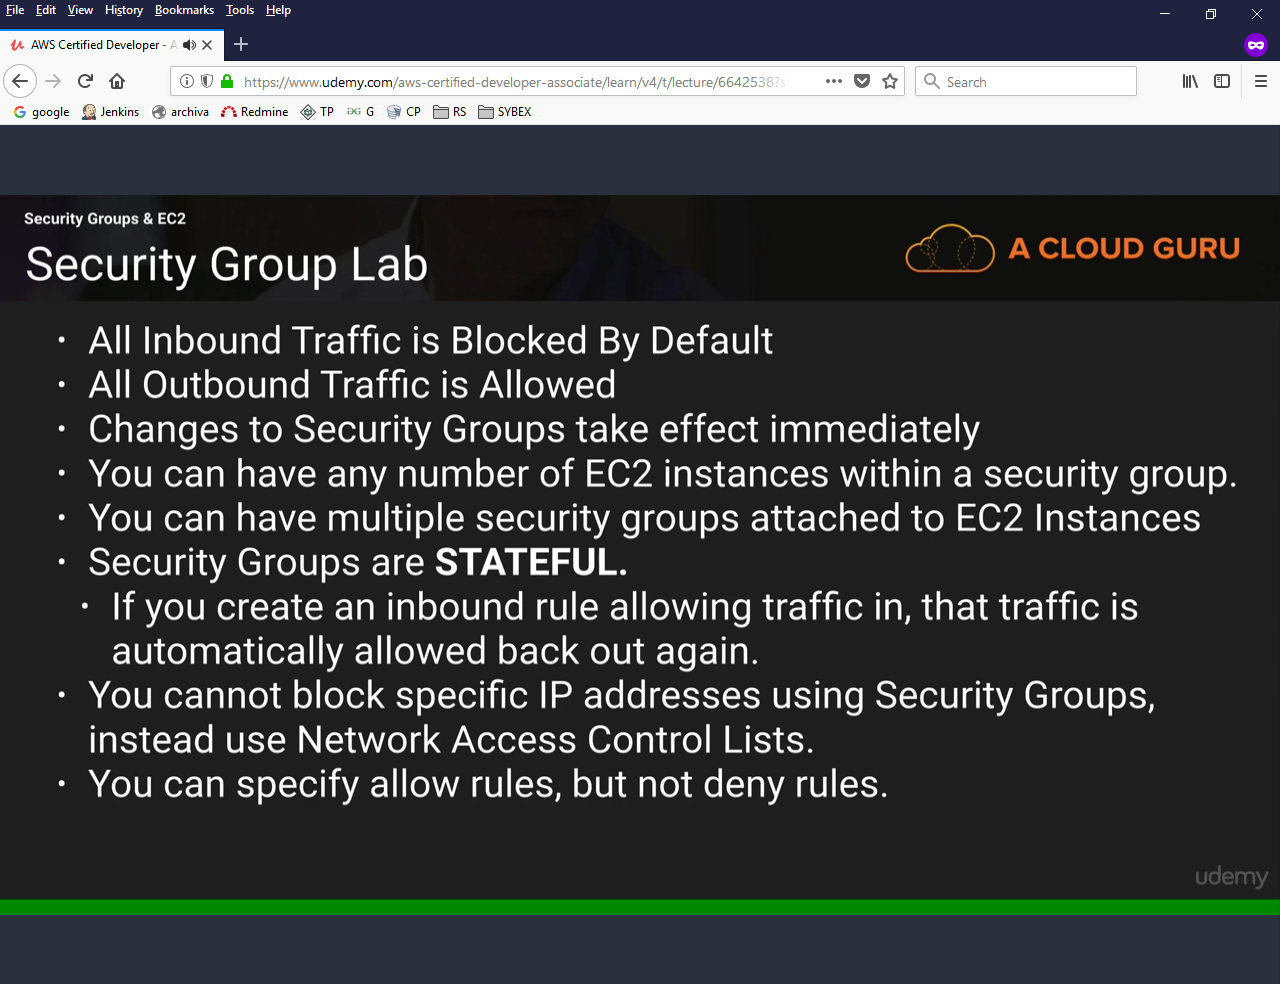 File Edit View History Bookmarks Tools Help
AWS Certified Developer - A
https://www.udemy.com/aws-certified-developer-associate/learn/v4/t/lecture/6642538?s
Search
google Jenkins archiva Redmine TP G CP RS SYBEX
Security Groups & EC2
Security Group Lab
A CLOUD GURU
• All Inbound Traffic is Blocked By Default
• All Outbound Traffic is Allowed
• Changes to Security Groups take effect immediately
• You can have any number of EC2 instances within a security group.
• You can have multiple security groups attached to EC2 Instances
• Security Groups are STATEFUL.
• If you create an inbound rule allowing traffic in, that traffic is
automatically allowed back out again.
• You cannot block specific IP addresses using Security Groups,
instead use Network Access Control Lists.
• You can specify allow rules, but not deny rules.
udemy